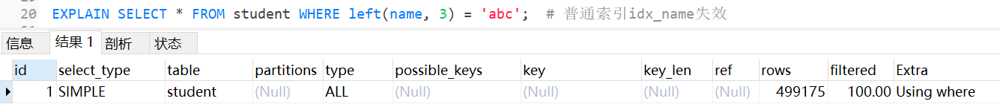 20 EXPLAIN SELECT * FROM student WHERE left(name, 3) = 'abc'; # 普通索引idx_name失效
信息 结果 1 剖析 状态
id select_type table partitions type possible_keys key key_len ref rows filtered Extra
1 SIMPLE student (Null) ALL (Null) (Null) (Null) (Null) 499175 100.00 Using where